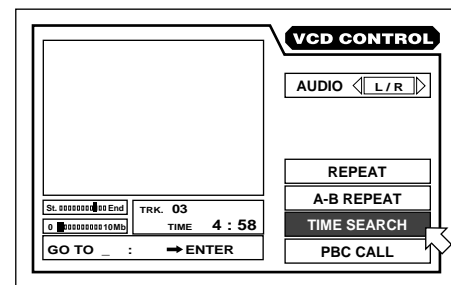 VCD CONTROL
AUDIO L / R
REPEAT
A-B REPEAT
TIME SEARCH
PBC CALL
St. End
TRK. 03
0 10Mb
TIME 4 : 58
GO TO _ : ➡ ENTER